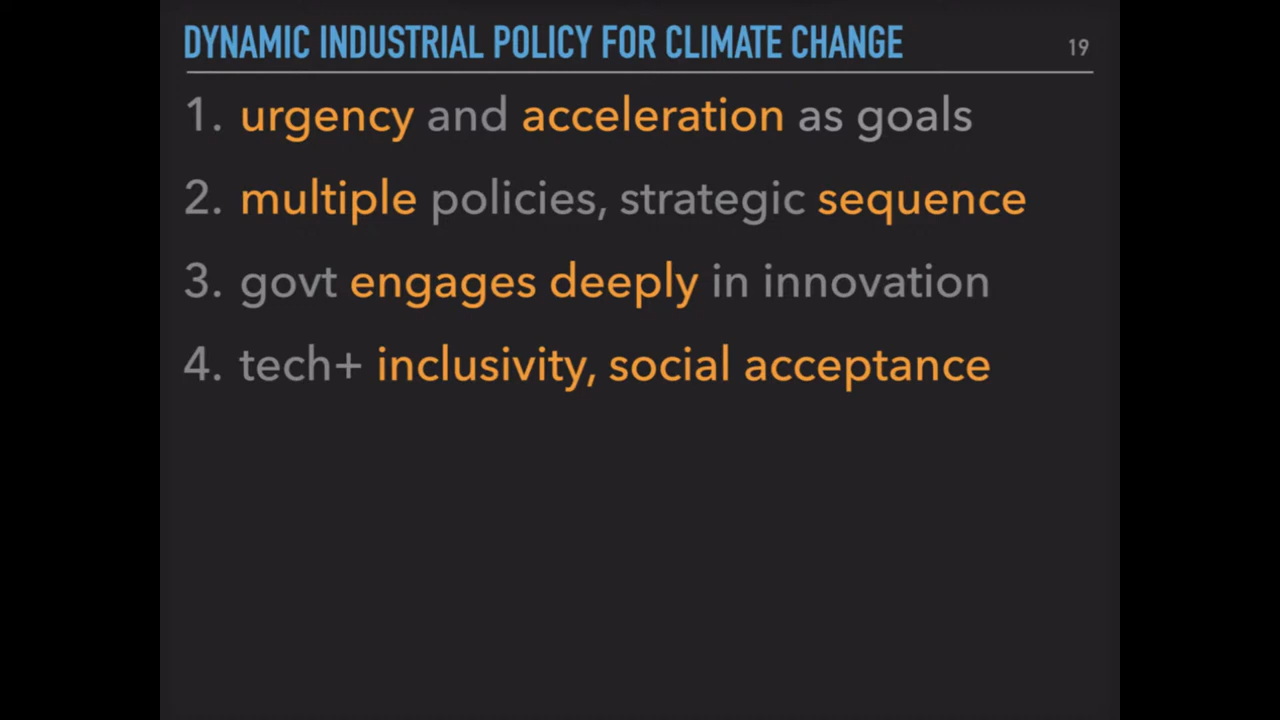 DYNAMIC INDUSTRIAL POLICY FOR CLIMATE CHANGE 19
1. urgency and acceleration as goals
2. multiple policies, strategic sequence
3. govt engages deeply in innovation
4. tech+ inclusivity, social acceptance